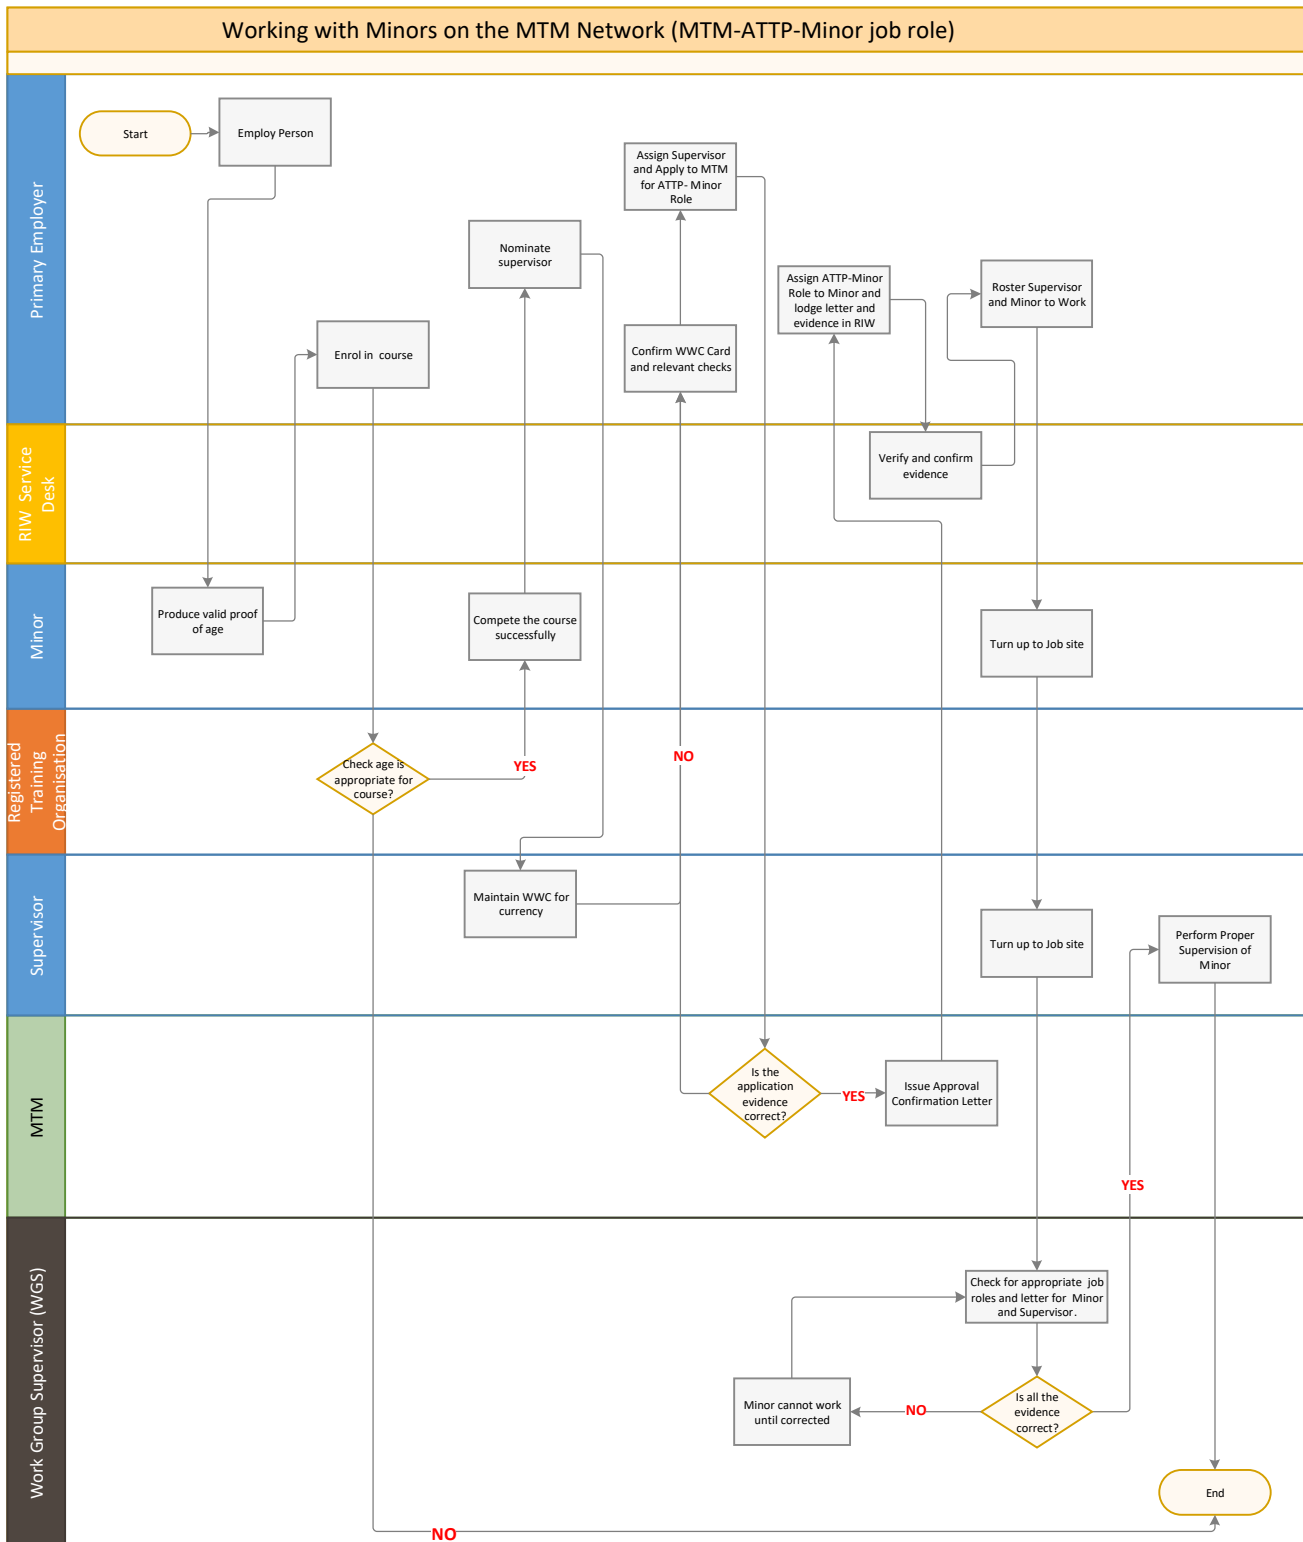 Working with Minors on the MTM Network (MTM-ATTP-Minor job role)
Primary Employer
Start
Employ Person
Assign Supervisor
and Apply to MTM
for ATTP- Minor
Role
Nominate
supervisor
Assign ATTP-Minor
Role to Minor and
lodge letter and
evidence in RIW
Roster Supervisor
and Minor to Work
Enrol in course
Confirm WWC Card
and relevant checks
RIW Service
Desk
Verify and confirm
evidence
Minor
Produce valid proof
of age
Compete the course
successfully
Turn up to Job site
Registered
Training
Organisation
Check age is
appropriate for
course?
YES
NO
Supervisor
Maintain WWC for
currency
Turn up to Job site
Perform Proper
Supervision of
Minor
MTM
Is the
application
evidence
correct?
YES
Issue Approval
Confirmation Letter
YES
Work Group Supervisor (WGS)
Check for appropriate job
roles and letter for Minor
and Supervisor.
Minor cannot work
until corrected
NO
Is all the
evidence
correct?
End
NO